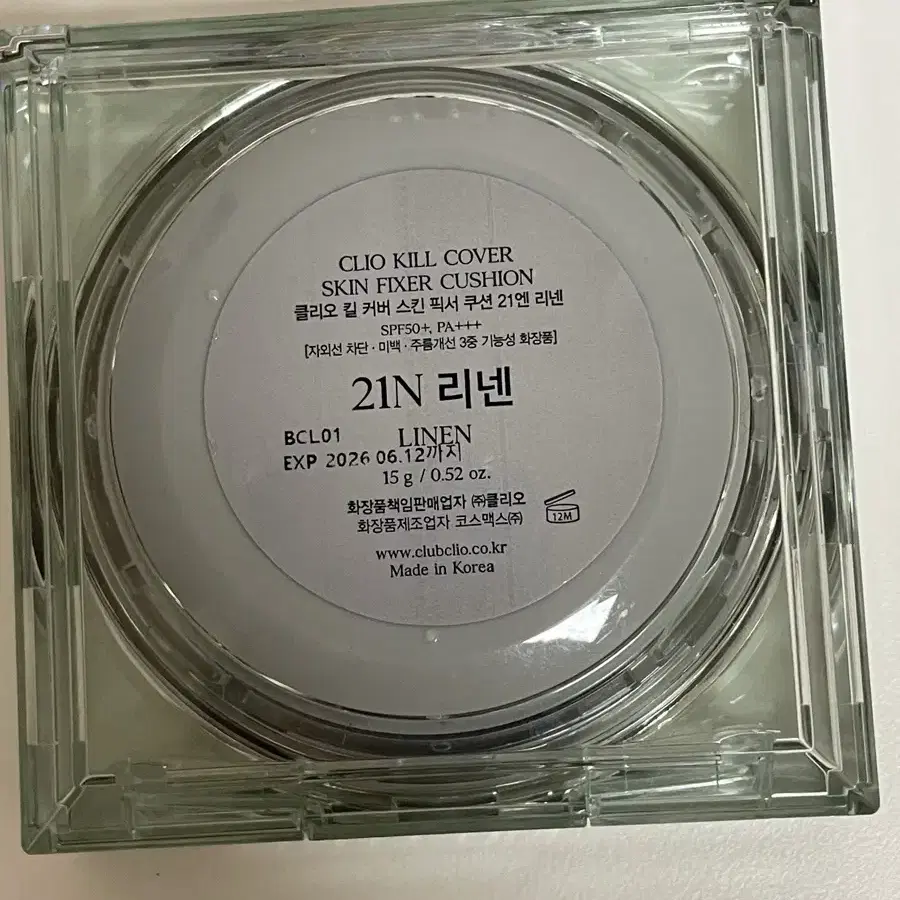 CLIO KILL COVER
SKIN FIXER CUSHION
클리오 킬 커버 스킨 픽서 쿠션 21엔 리넨
SPF50+, PA+++
[자외선 차단 · 미백 · 주름개선 3중 기능성 화장품]
21N 리넨
LINEN
BCL01
EXP 2026 06.12까지
15 g / 0.52 oz.
화장품책임판매업자 ㈜클리오
화장품제조업자 코스맥스㈜
12M
www.clubclio.co.kr
Made in Korea